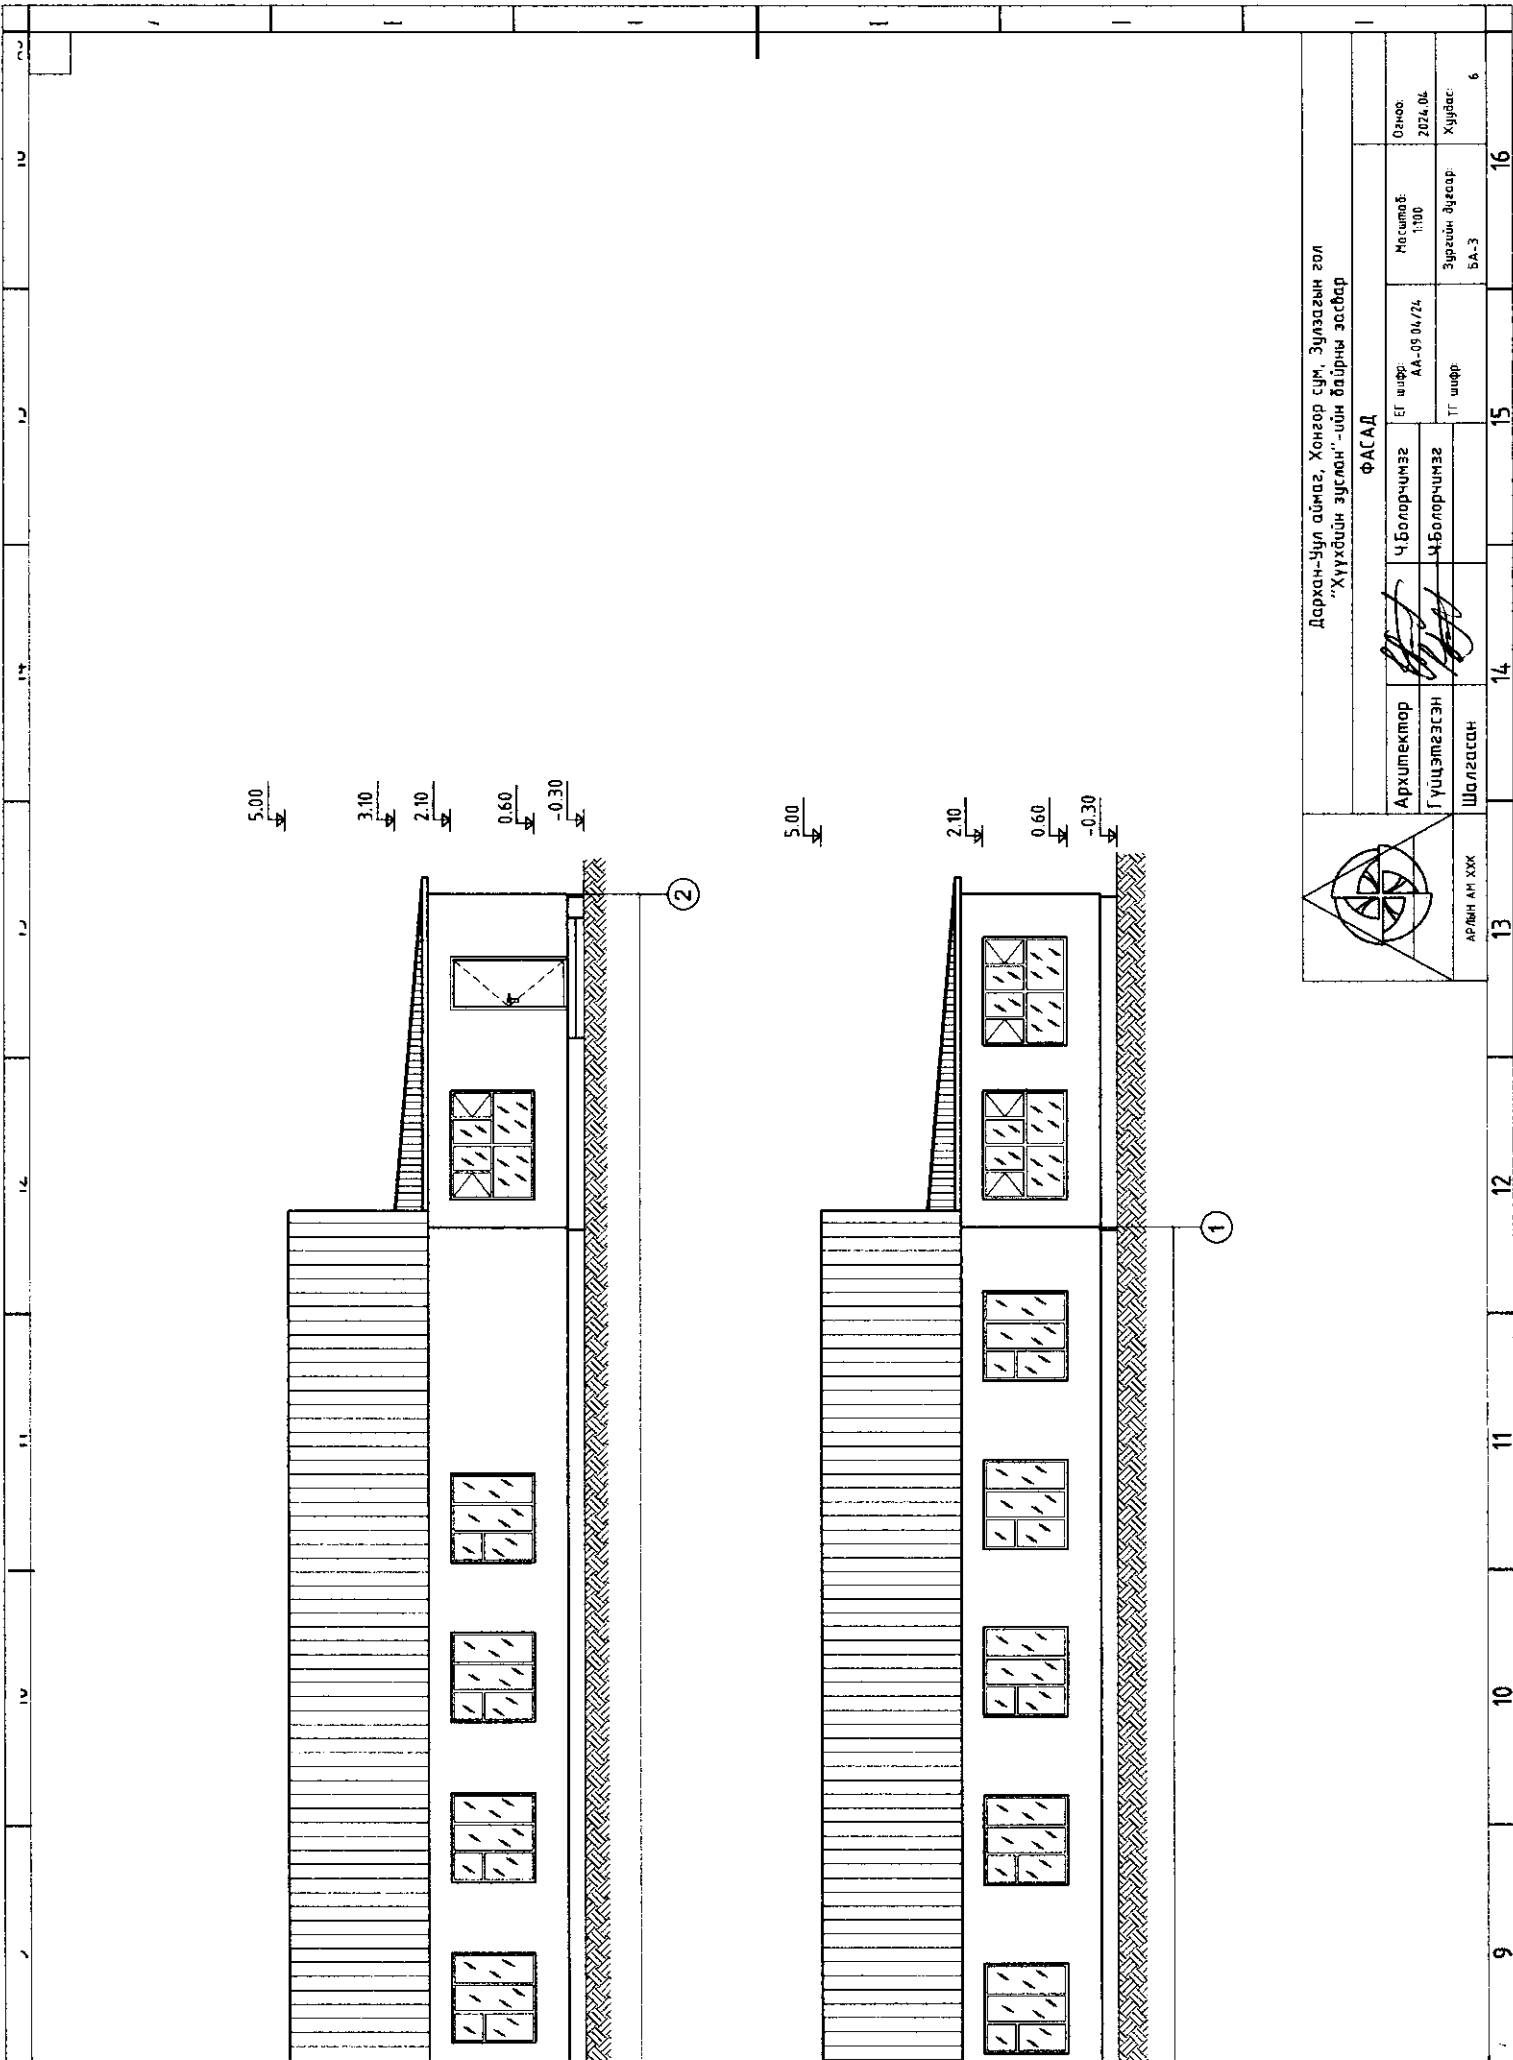 5.00
3.10
2.10
0.60
-0.30
2
5.00
2.10
0.60
-0.30
1
Дархан-Уул аймаг, Хонгор сум, Зулзагын гол
"Хүүхдийн зуслан"-ийн байрны засвар
ФАСАД
Архитектор
Ч.Болорчимэг
ЕГ шифр:
АА-09.04/24
Масштаб:
1:100
Огноо:
2024.04
Гүйцэтгэсэн
Ч.Болорчимэг
ТГ шифр:
Зургийн дугаар:
БА-3
Хуудас:
6
Шалгасан
АРЛЫН АМ ХХК
9
10
11
12
13
14
15
16